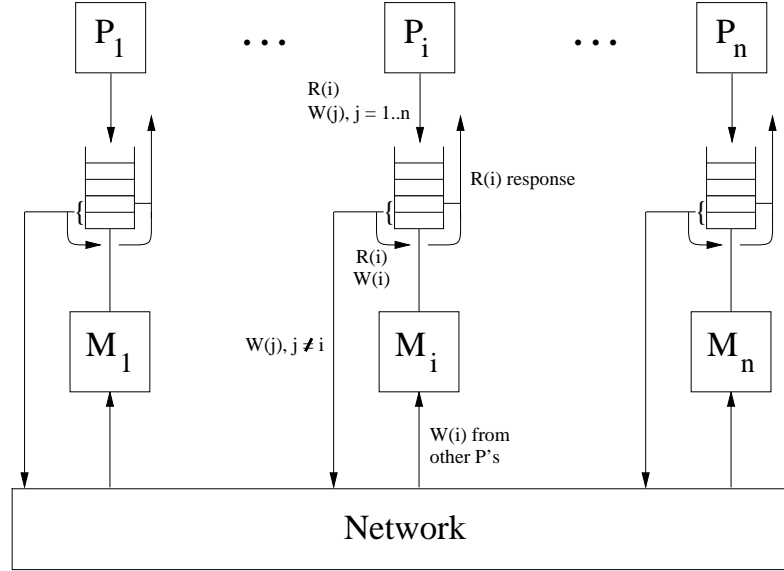 P1 ... Pi ... Pn
R(i)
W(j), j = 1..n
R(i) response
{ { {
R(i)
W(i)
W(j), j ≠ i
M1 Mi Mn
W(i) from
other P's
Network